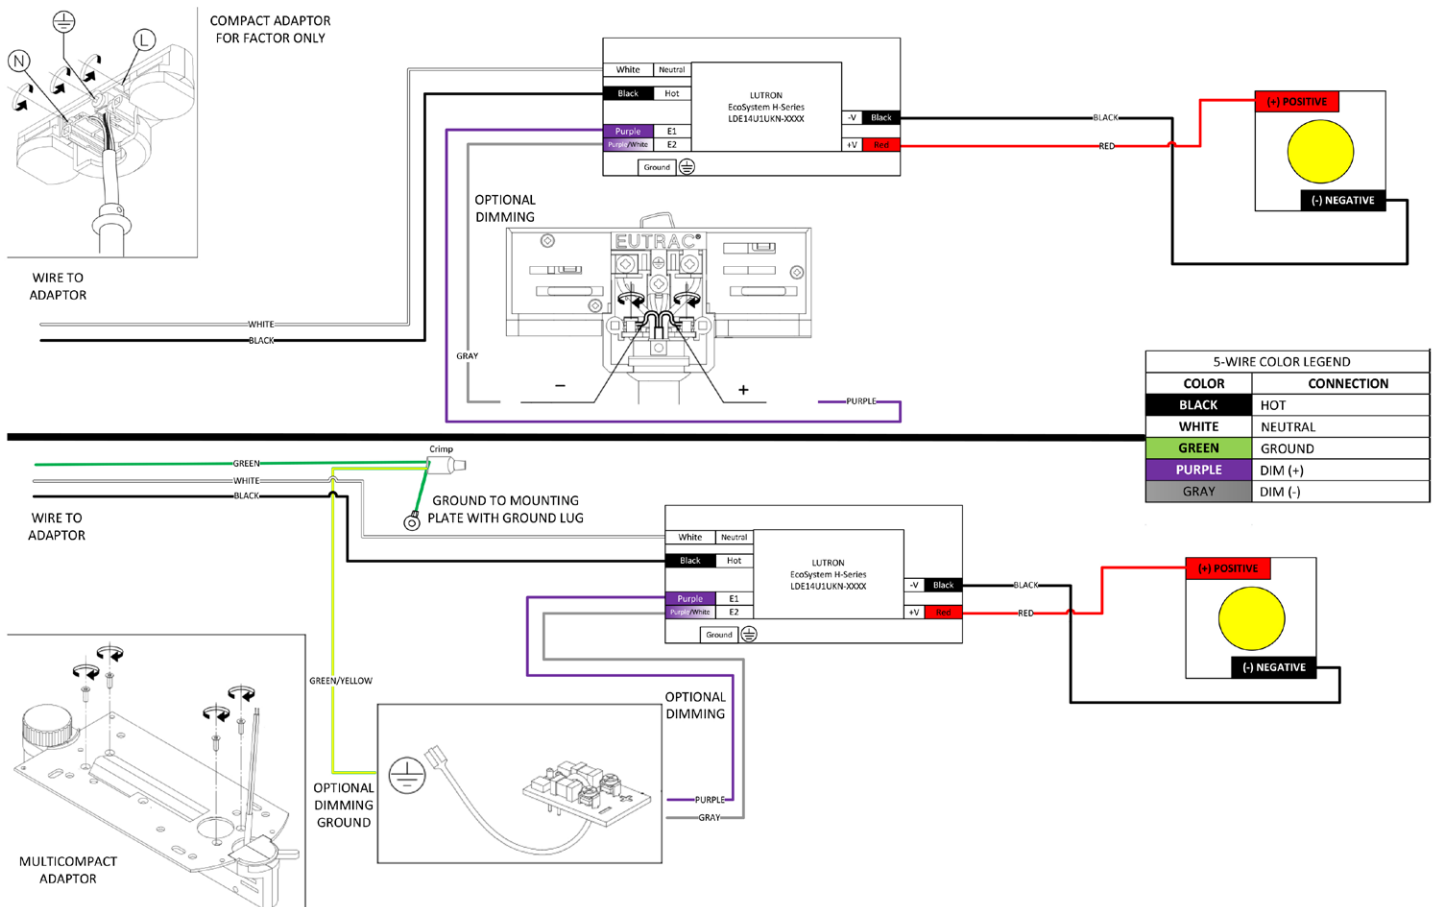 COMPACT ADAPTOR
FOR FACTOR ONLY
N
L
WIRE TO
ADAPTOR
WHITE
BLACK
White Neutral
Black Hot
Purple E1
Purple/White E2
Ground
LUTRON
EcoSystem H-Series
LDE14U1UKN-XXXX
-V Black
+V Red
BLACK
RED
(+) POSITIVE
(-) NEGATIVE
OPTIONAL
DIMMING
EUTRAC®
GRAY
–
+
PURPLE
5-WIRE COLOR LEGEND
COLOR CONNECTION
BLACK HOT
WHITE NEUTRAL
GREEN GROUND
PURPLE DIM (+)
GRAY DIM (-)
Crimp
GREEN
WHITE
BLACK
WIRE TO
ADAPTOR
GROUND TO MOUNTING
PLATE WITH GROUND LUG
White Neutral
Black Hot
Purple E1
Purple/White E2
Ground
LUTRON
EcoSystem H-Series
LDE14U1UKN-XXXX
-V Black
+V Red
BLACK
RED
(+) POSITIVE
(-) NEGATIVE
GREEN/YELLOW
OPTIONAL
DIMMING
OPTIONAL
DIMMING
GROUND
+
–
PURPLE
GRAY
MULTICOMPACT
ADAPTOR